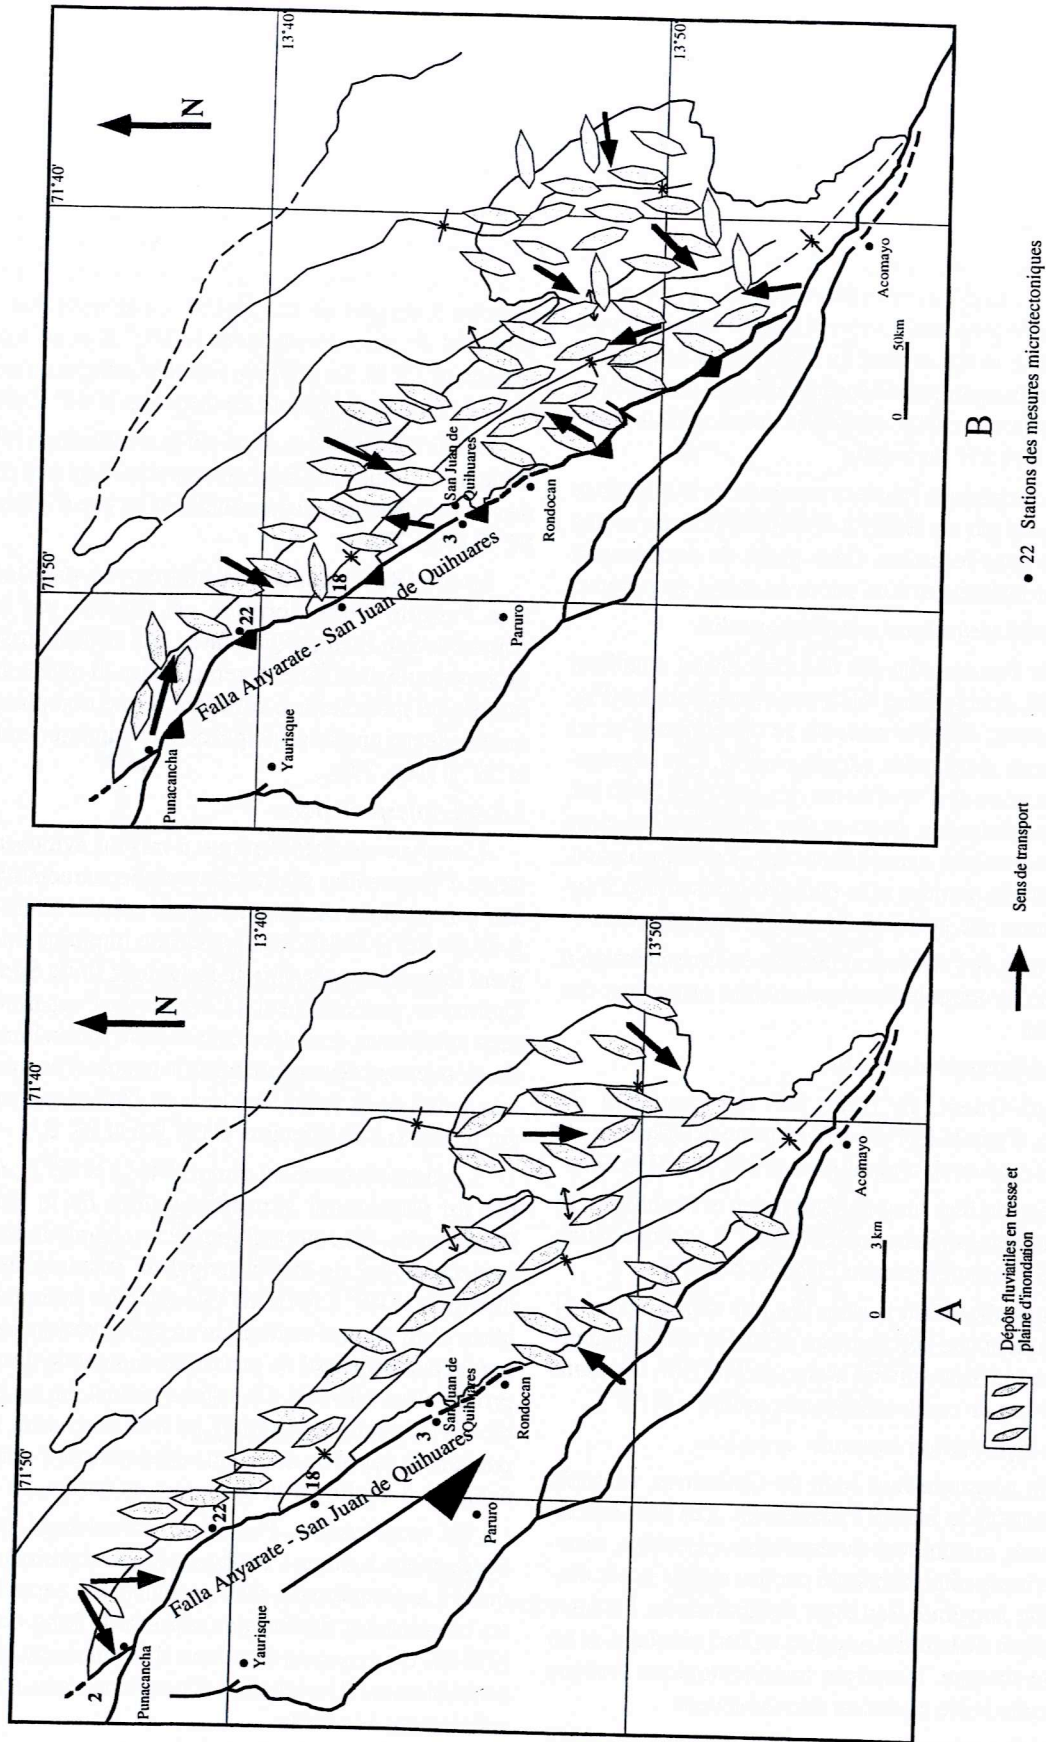 71°40'
N
13°40'
71°50'
22
18
3
San Juan de
Quihuares
Falla Anyarate - San Juan de Quihuares
Punacancha
Yaurisque
Paruro
Rondocan
13°50'
Acomayo
0 50km
B
71°40'
N
13°40'
71°50'
2
22
18
3
San Juan de
Quihuares
Falla Anyarate - San Juan de Quihuares
Punacancha
Yaurisque
Paruro
Rondocan
13°50'
Acomayo
0 3 km
A
Dépôts fluviatiles en tresse et
plaine d'inondation
Sens de transport
22 Stations des mesures microtectoniques